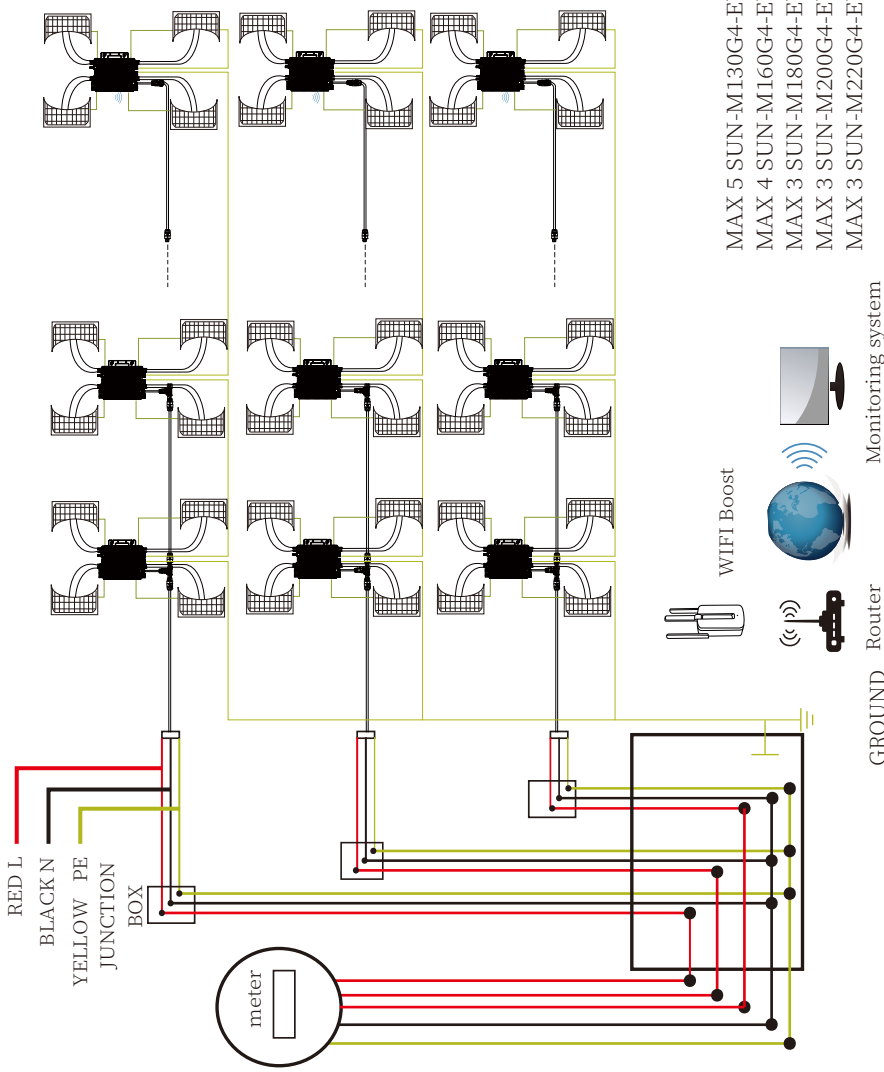 RED L
BLACK N
YELLOW PE
JUNCTION
BOX
meter
MAX 5 SUN-M130G4-E
MAX 4 SUN-M160G4-E
MAX 3 SUN-M180G4-E
MAX 3 SUN-M200G4-E
MAX 3 SUN-M220G4-E
WIFI Boost
GROUND
Router
Monitoring system